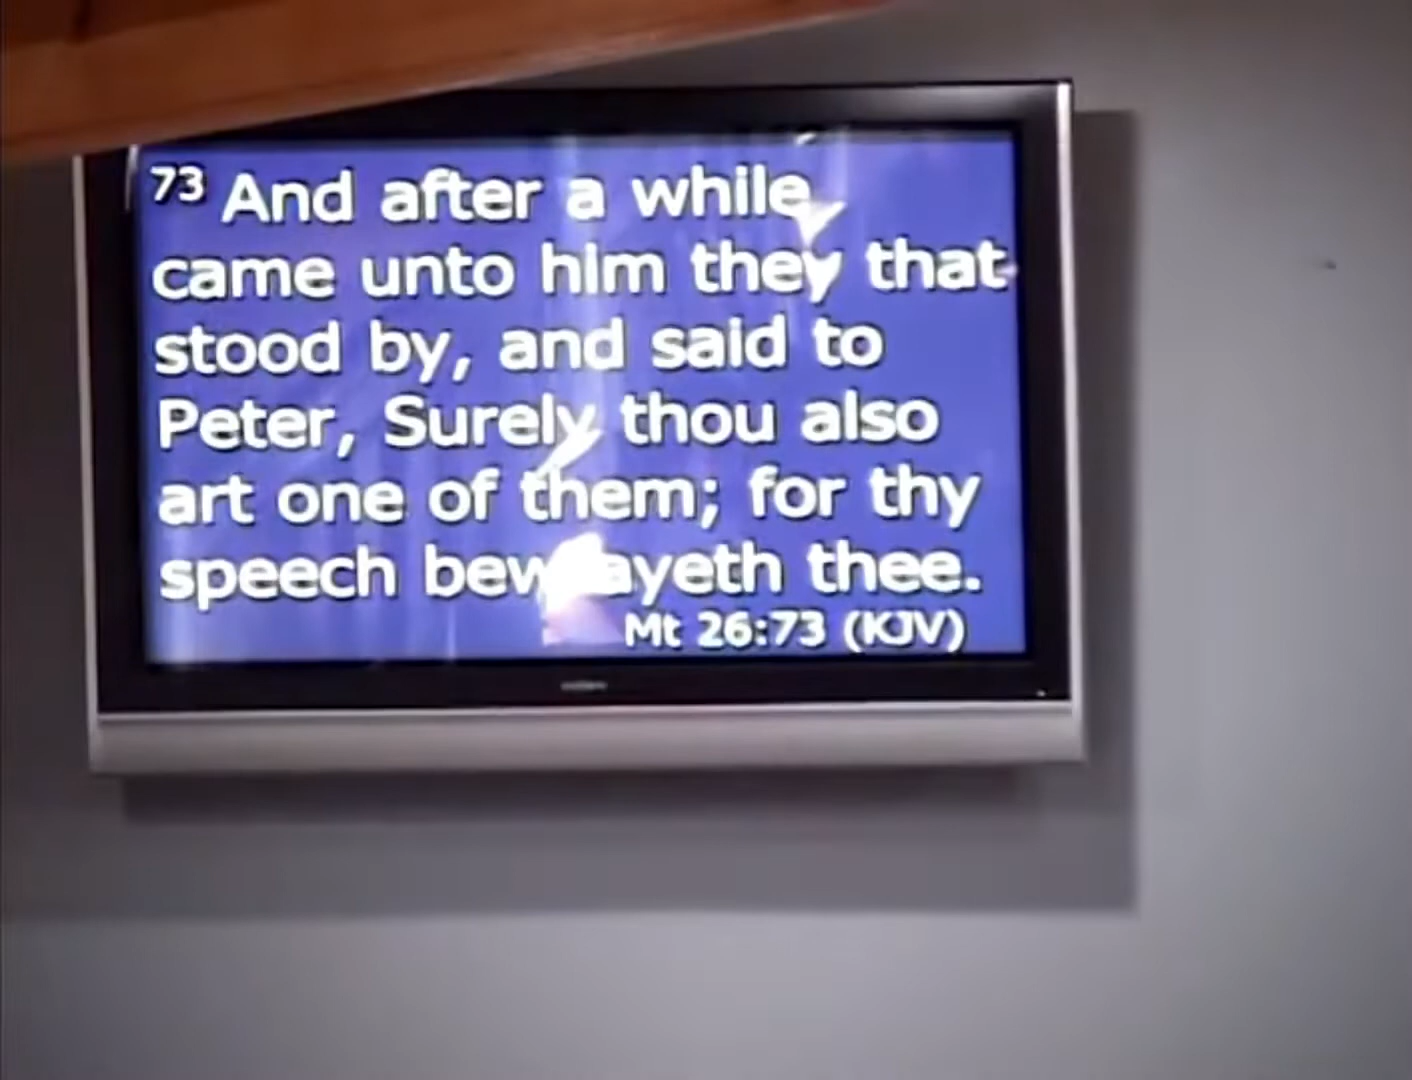 73 And after a while
came unto him they that
stood by, and said to
Peter, Surely thou also
art one of them; for thy
speech bewrayeth thee.
Mt 26:73 (KJV)